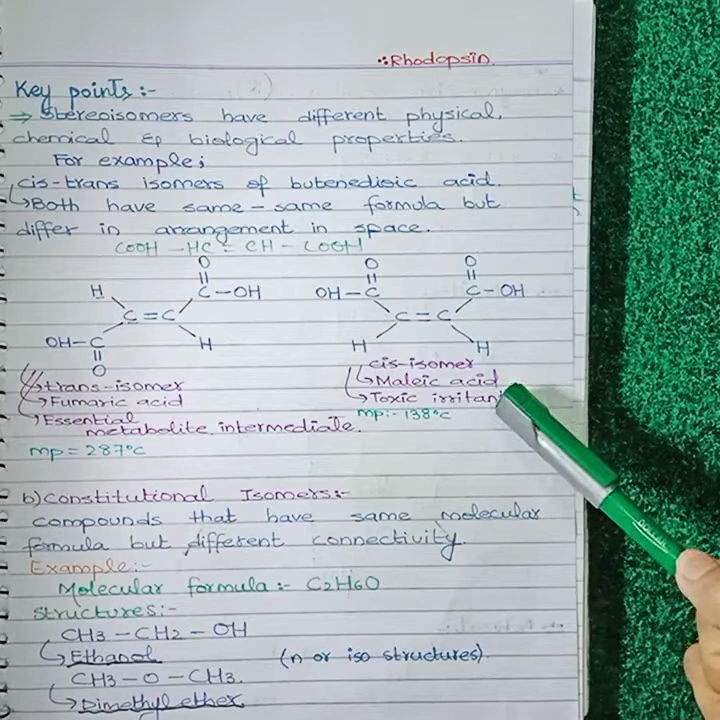 ∴Rhodopsin.
Key points:-
⇒ Stereoisomers have different physical,
chemical & biological properties.
For example;
cis-trans isomers of butenedioic acid.
↳Both have same-same formula but
differ in arrangement in space.
COOH-HC=CH-COOH
O O O
H C-OH OH-C C-OH
C=C C=C
OH-C H H H
O
trans-isomer cis-isomer
↳Fumaric acid ↳Maleic acid
↳Essential ↳Toxic irritan
metabolite intermediate. mp:-138°C
mp=287°C
b) Constitutional Isomers:-
compounds that have same molecular
formula but different connectivity.
Example:-
Molecular formula:- C2H6O
Structures:-
CH3-CH2-OH
↳Ethanol (n or iso structures).
CH3-O-CH3.
↳Dimethyl ether